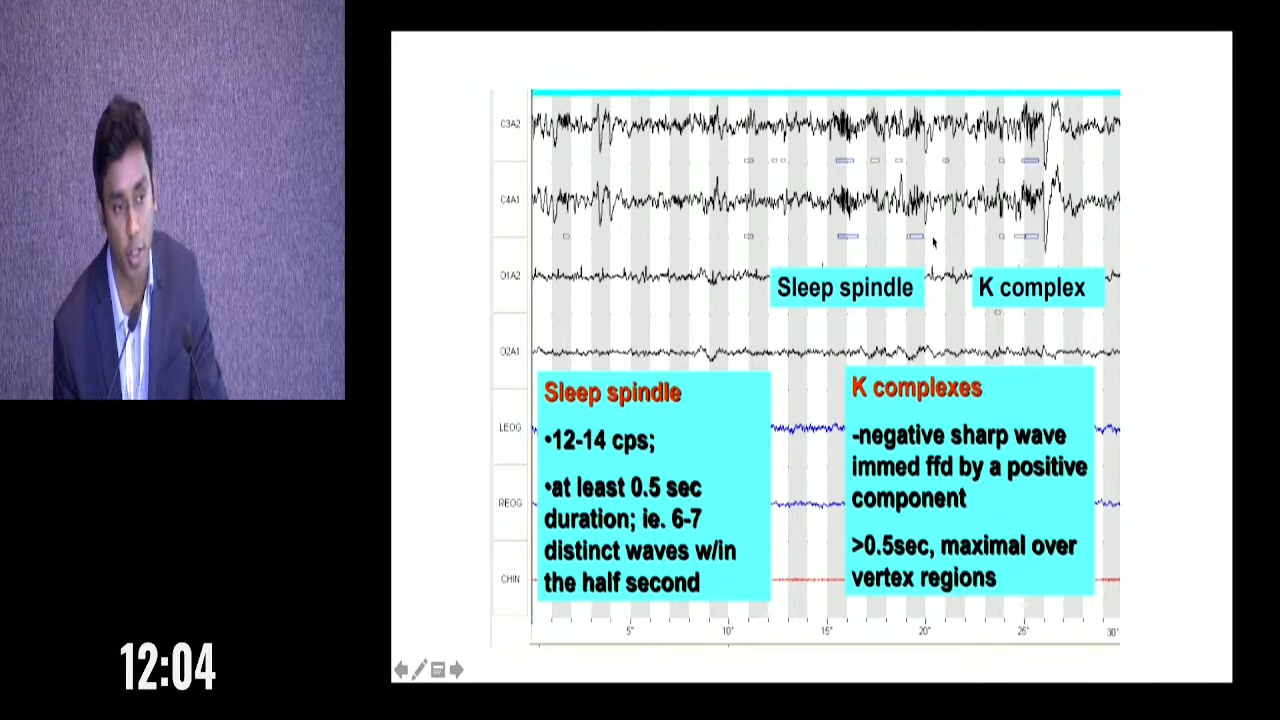 C3A2
C4A1
O1A2
Sleep spindle
K complex
O2A1
Sleep spindle
•12-14 cps;
•at least 0.5 sec
duration; ie. 6-7
distinct waves w/in
the half second
K complexes
-negative sharp wave
immed ffd by a positive
component
>0.5sec, maximal over
vertex regions
LEOG
REOG
CHIN
5" 10" 15" 20" 25" 30"
12:04